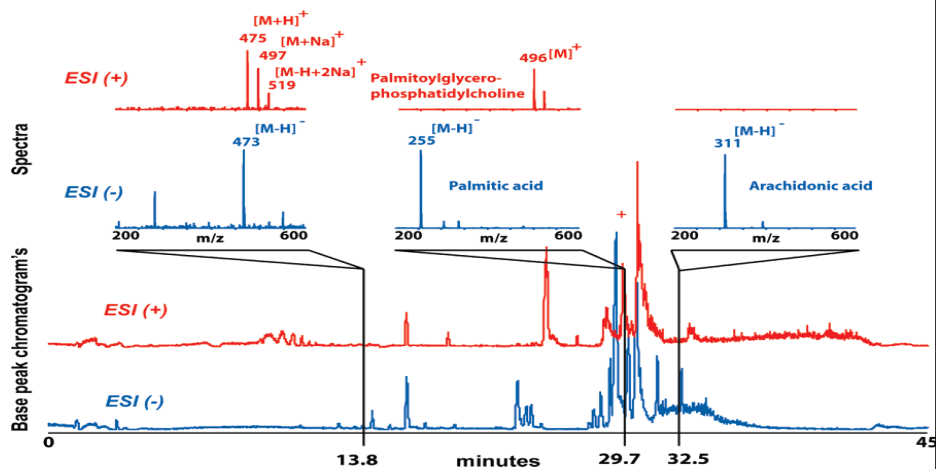 [M+H]+
475
[M+Na]+
497
[M-H+2Na]+
519
ESI (+)
Palmitoylglycero-
phosphatidylcholine
496 [M]+
Spectra
[M-H]-
473
[M-H]-
255
[M-H]-
311
ESI (-)
Palmitic acid
Arachidonic acid
200 m/z 600
200 m/z 600
200 m/z 600
+
Base peak chromatogram's
ESI (+)
ESI (-)
0
45
13.8 minutes 29.7 32.5